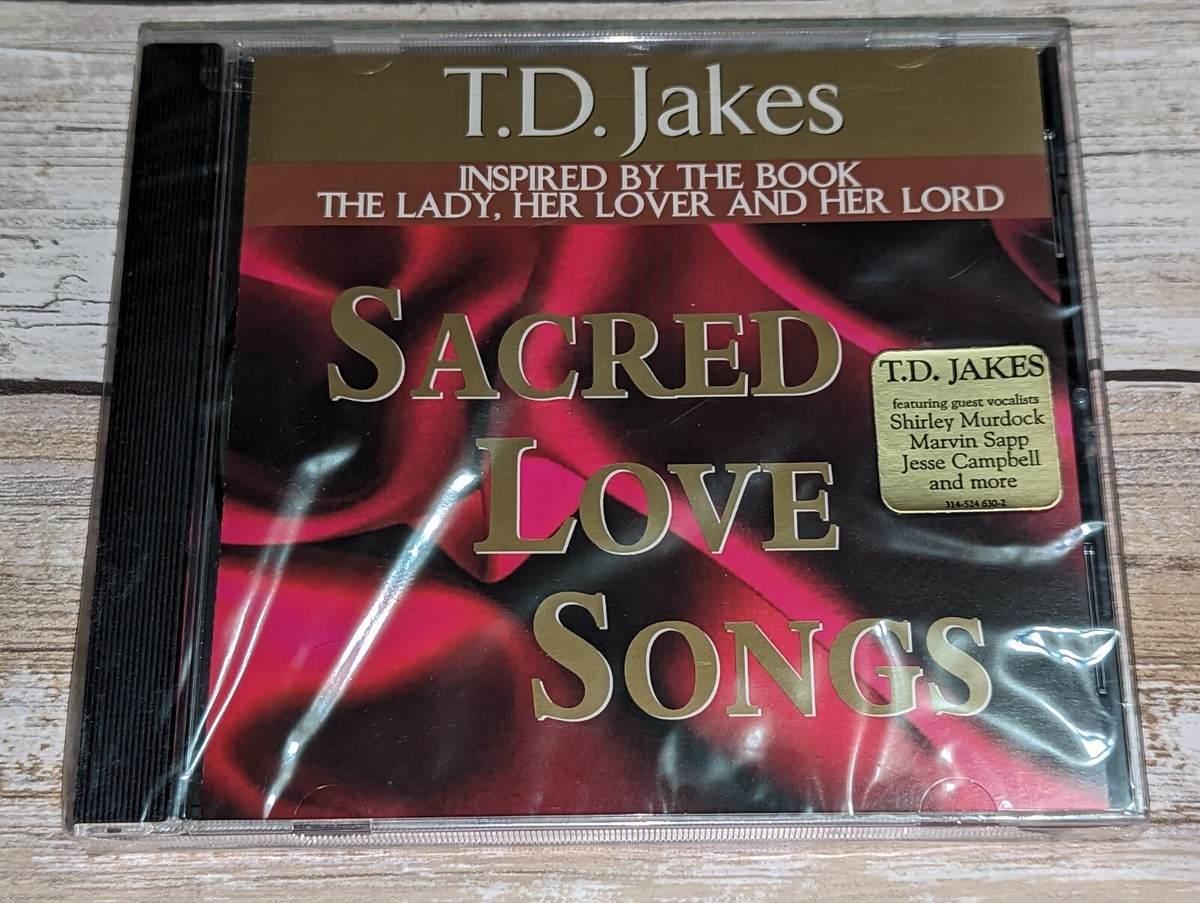 T.D. Jakes
INSPIRED BY THE BOOK
THE LADY, HER LOVER AND HER LORD
SACRED
LOVE
SONGS
T.D. JAKES
featuring guest vocalists
Shirley Murdock
Marvin Sapp
Jesse Campbell
and more
314-524 630-2